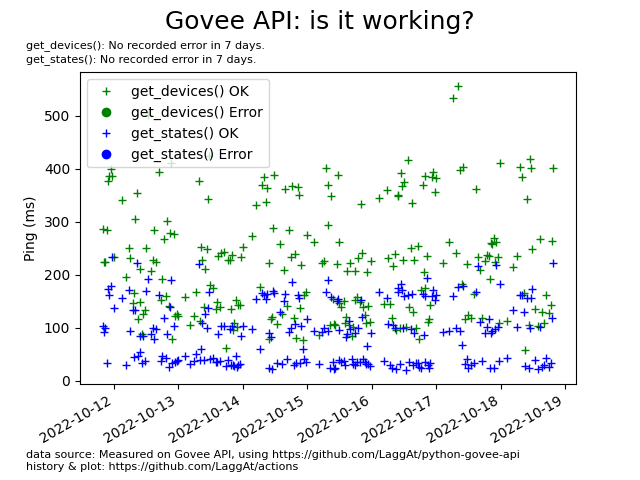 Govee API: is it working?
get_devices(): No recorded error in 7 days.
get_states(): No recorded error in 7 days.
get_devices() OK
get_devices() Error
get_states() OK
get_states() Error
Ping (ms)
500
400
300
200
100
0
2022-10-12
2022-10-13
2022-10-14
2022-10-15
2022-10-16
2022-10-17
2022-10-18
2022-10-19
data source: Measured on Govee API, using https://github.com/LaggAt/python-govee-api
history & plot: https://github.com/LaggAt/actions